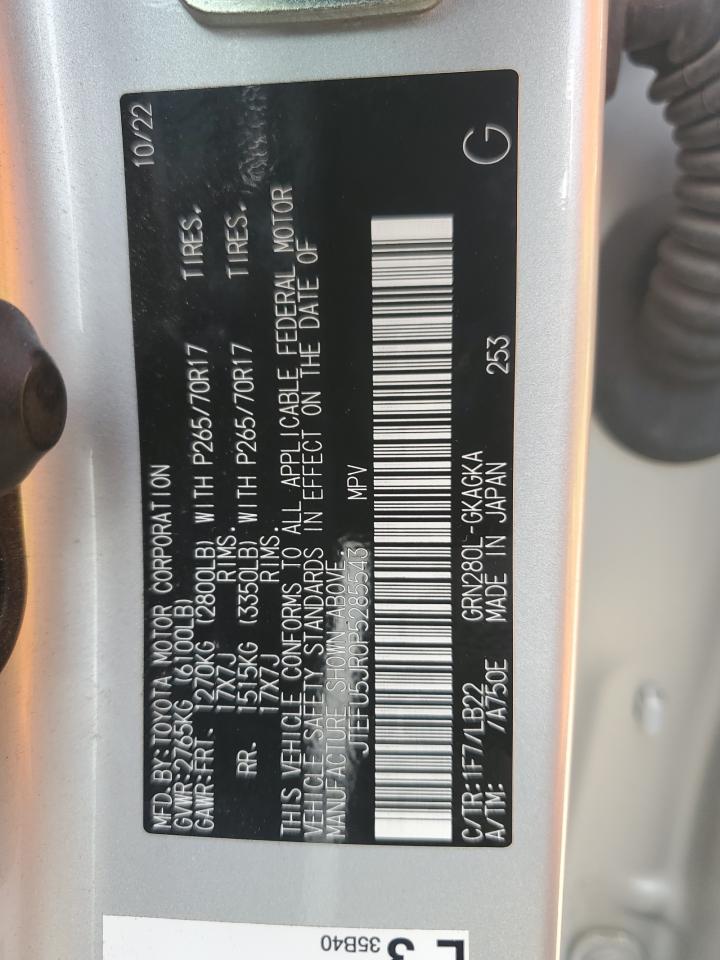 10/22
MFD.BY:TOYOTA MOTOR CORPORATION
GVWR:2765KG (6100LB)
GAWR:FRT. 1270KG (2800LB) WITH P265/70R17 TIRES.
17X7J RIMS.
RR. 1515KG (3350LB) WITH P265/70R17 TIRES.
17X7J RIMS.
THIS VEHICLE CONFORMS TO ALL APPLICABLE FEDERAL MOTOR
VEHICLE SAFETY STANDARDS IN EFFECT ON THE DATE OF
MANUFACTURE SHOWN ABOVE.
JTEFU5JR0P5285543 MPV
C/TR:1F7/LB22 GRN280L-GKAGKA 253 G
A/TM: /A750E MADE IN JAPAN
35B40